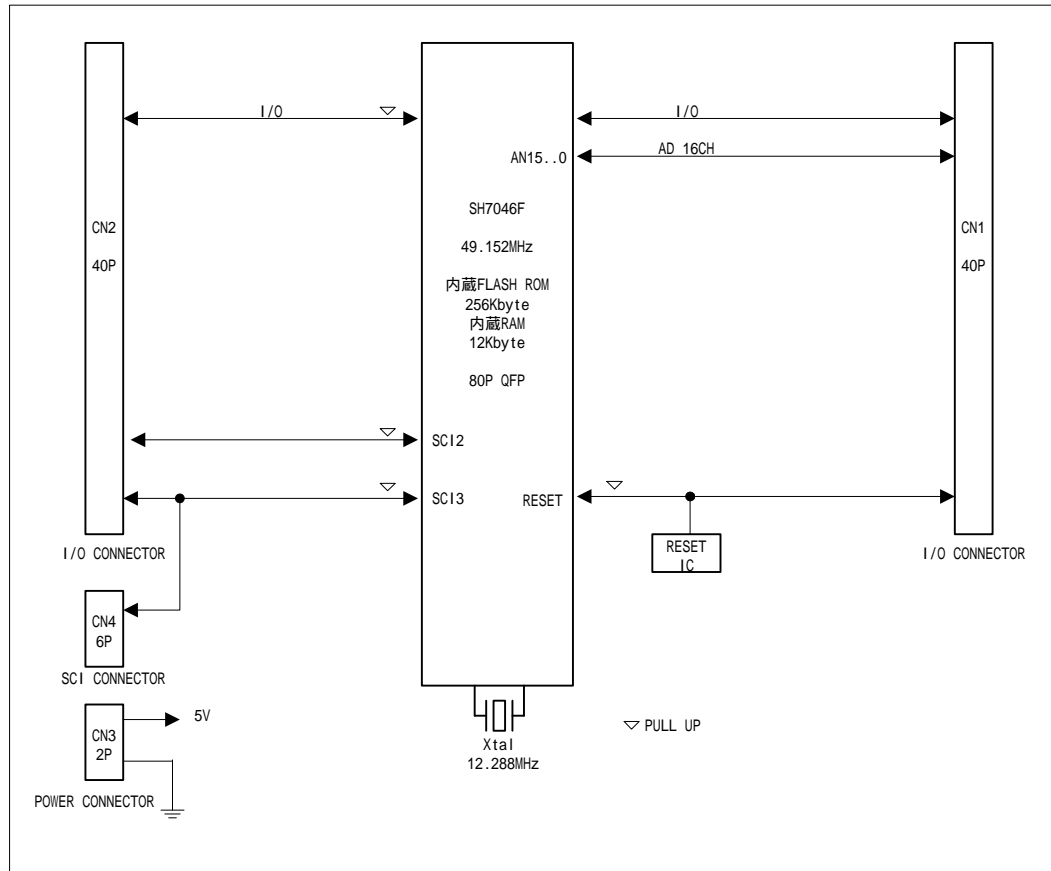 I/O
I/O
AN15..0
AD 16CH
SH7046F
CN2
CN1
49.152MHz
40P
40P
内蔵FLASH ROM
256Kbyte
内蔵RAM
12Kbyte
80P QFP
SCI2
SCI3
RESET
I/O CONNECTOR
RESET
IC
I/O CONNECTOR
CN4
6P
SCI CONNECTOR
CN3
2P
5V
POWER CONNECTOR
Xtal
12.288MHz
PULL UP